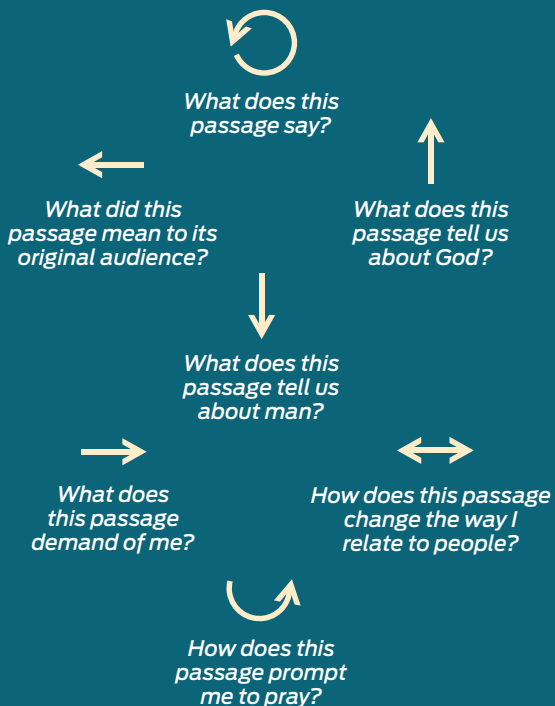 What does this
passage say?
What did this
passage mean to its
original audience?
What does this
passage tell us
about God?
What does this
passage tell us
about man?
What does
this passage
demand of me?
How does this passage
change the way I
relate to people?
How does this
passage prompt
me to pray?